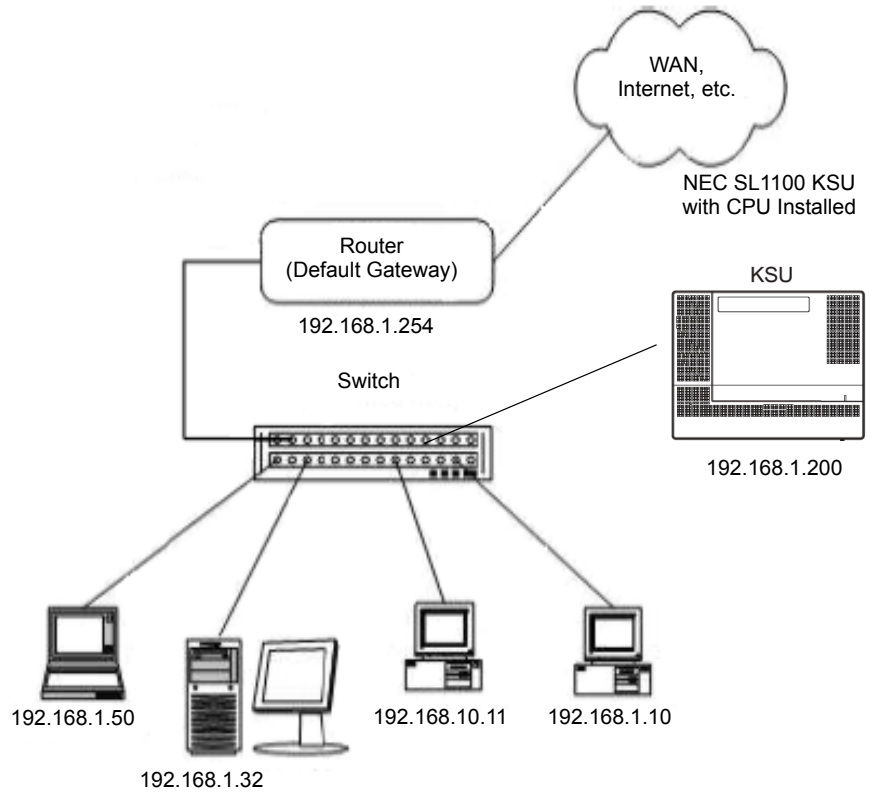 WAN,
Internet, etc.
NEC SL1100 KSU
with CPU Installed
Router
(Default Gateway)
KSU
192.168.1.254
Switch
192.168.1.200
192.168.1.50
192.168.10.11
192.168.1.10
192.168.1.32